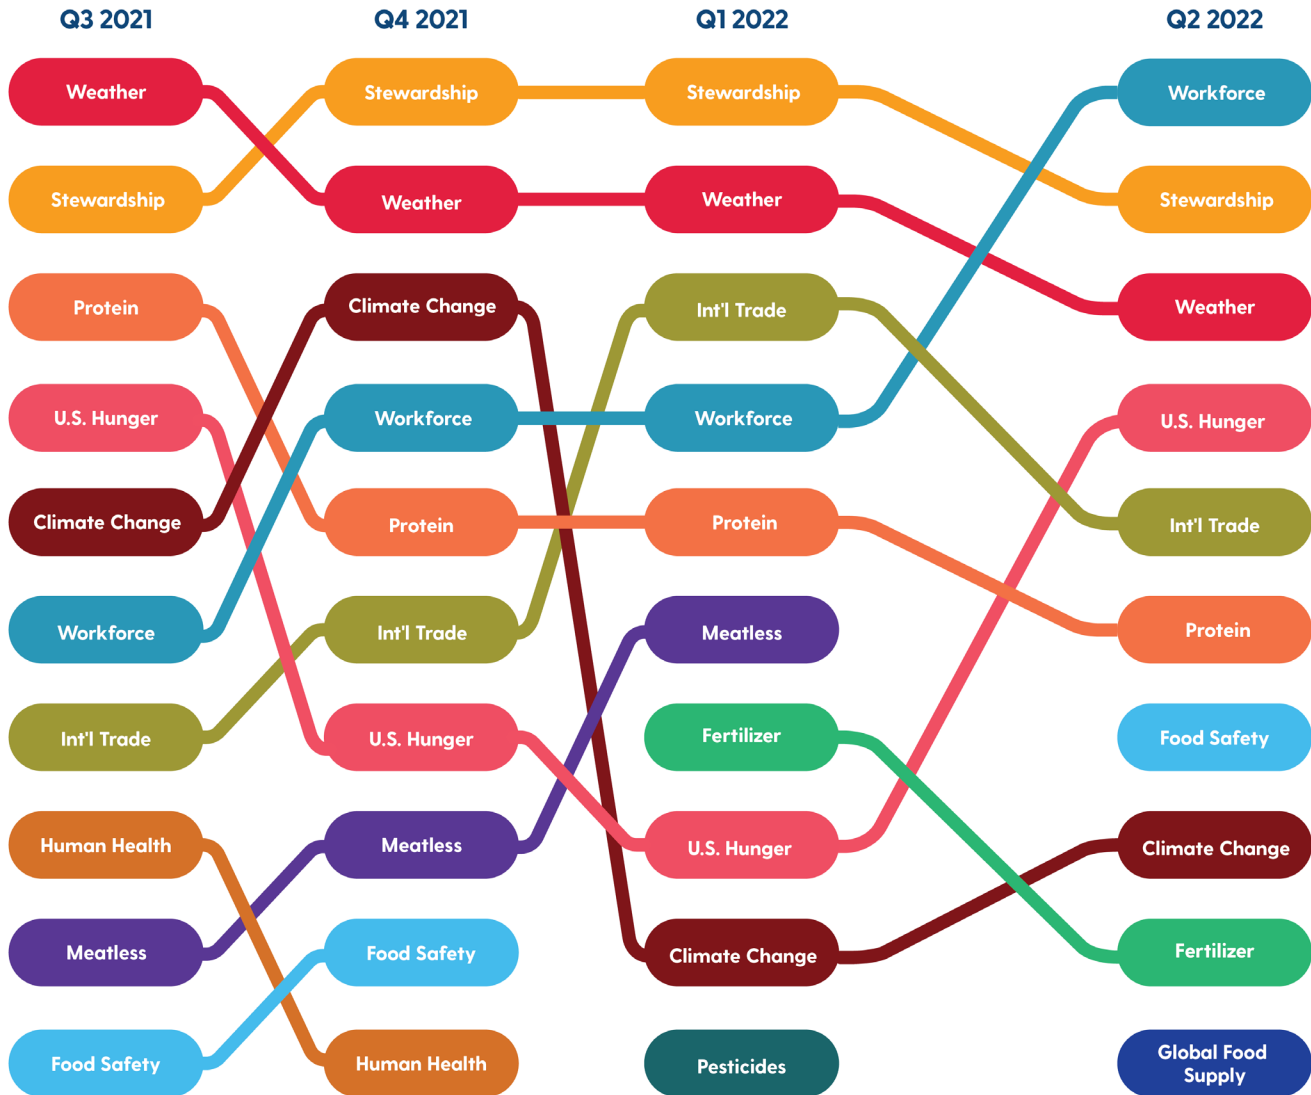 Q3 2021 Q4 2021 Q1 2022 Q2 2022
Weather Stewardship Stewardship Workforce
Stewardship Weather Weather Stewardship
Protein Climate Change Int'l Trade Weather
U.S. Hunger Workforce Workforce U.S. Hunger
Climate Change Protein Protein Int'l Trade
Workforce Int'l Trade Meatless Protein
Int'l Trade U.S. Hunger Fertilizer Food Safety
Human Health Meatless U.S. Hunger Climate Change
Meatless Food Safety Climate Change Fertilizer
Food Safety Human Health Pesticides Global Food
Supply